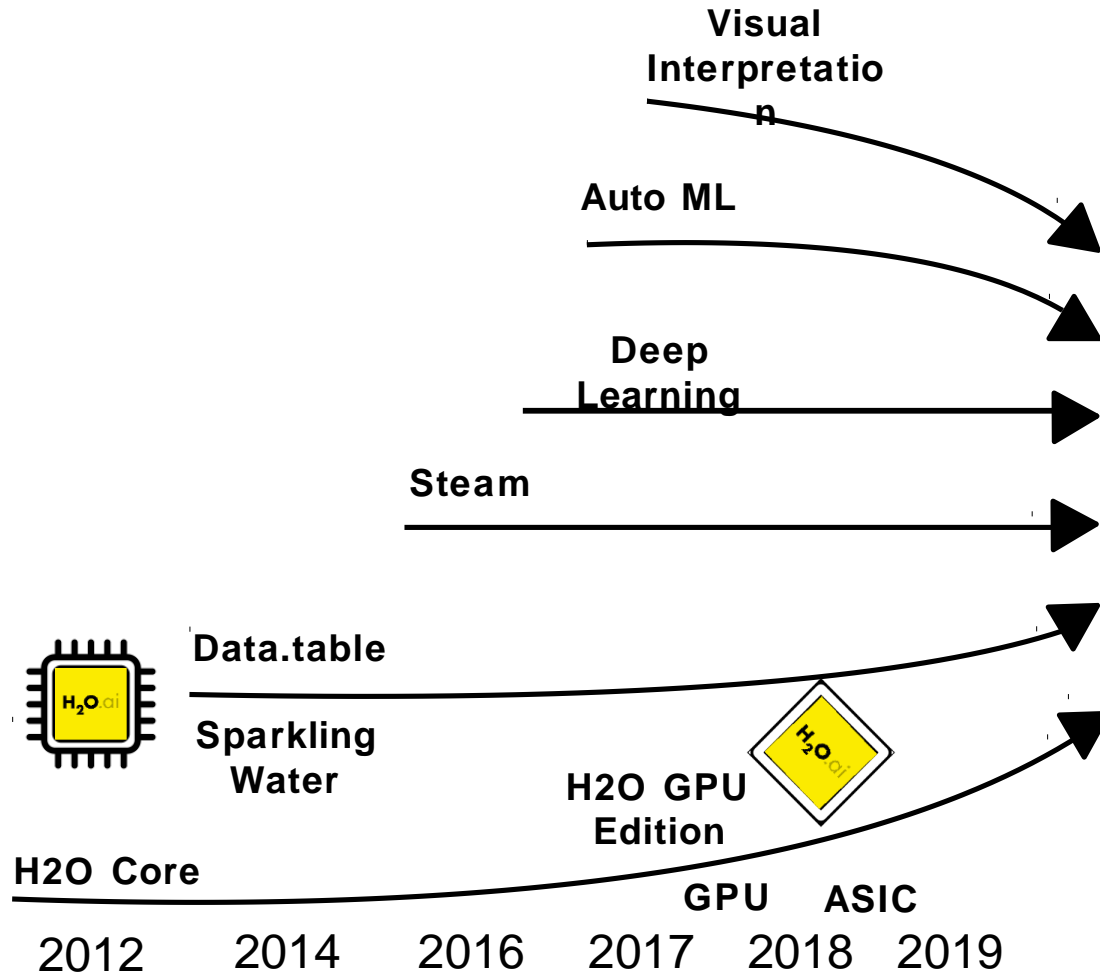 Visual
Interpretatio
n
Auto ML
Deep
Learning
Steam
Data.table
H2O.ai
Sparkling
Water
H2O.ai
H2O GPU
Edition
H2O Core
GPU ASIC
2012 2014 2016 2017 2018 2019